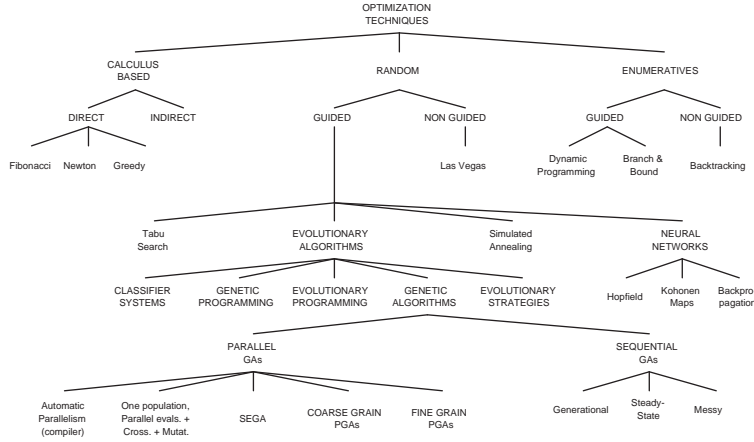 OPTIMIZATION
TECHNIQUES
CALCULUS
BASED
RANDOM
ENUMERATIVES
DIRECT
INDIRECT
GUIDED
NON GUIDED
GUIDED
NON GUIDED
Fibonacci
Newton
Greedy
Las Vegas
Dynamic
Programming
Branch &
Bound
Backtracking
Tabu
Search
EVOLUTIONARY
ALGORITHMS
Simulated
Annealing
NEURAL
NETWORKS
CLASSIFIER
SYSTEMS
GENETIC
PROGRAMMING
EVOLUTIONARY
PROGRAMMING
GENETIC
ALGORITHMS
EVOLUTIONARY
STRATEGIES
Hopfield
Kohonen
Maps
Backpro
pagation
PARALLEL
GAs
SEQUENTIAL
GAs
Automatic
Parallelism
(compiler)
One population,
Parallel evals. +
Cross. + Mutat.
SEGA
COARSE GRAIN
PGAs
FINE GRAIN
PGAs
Generational
Steady-
State
Messy